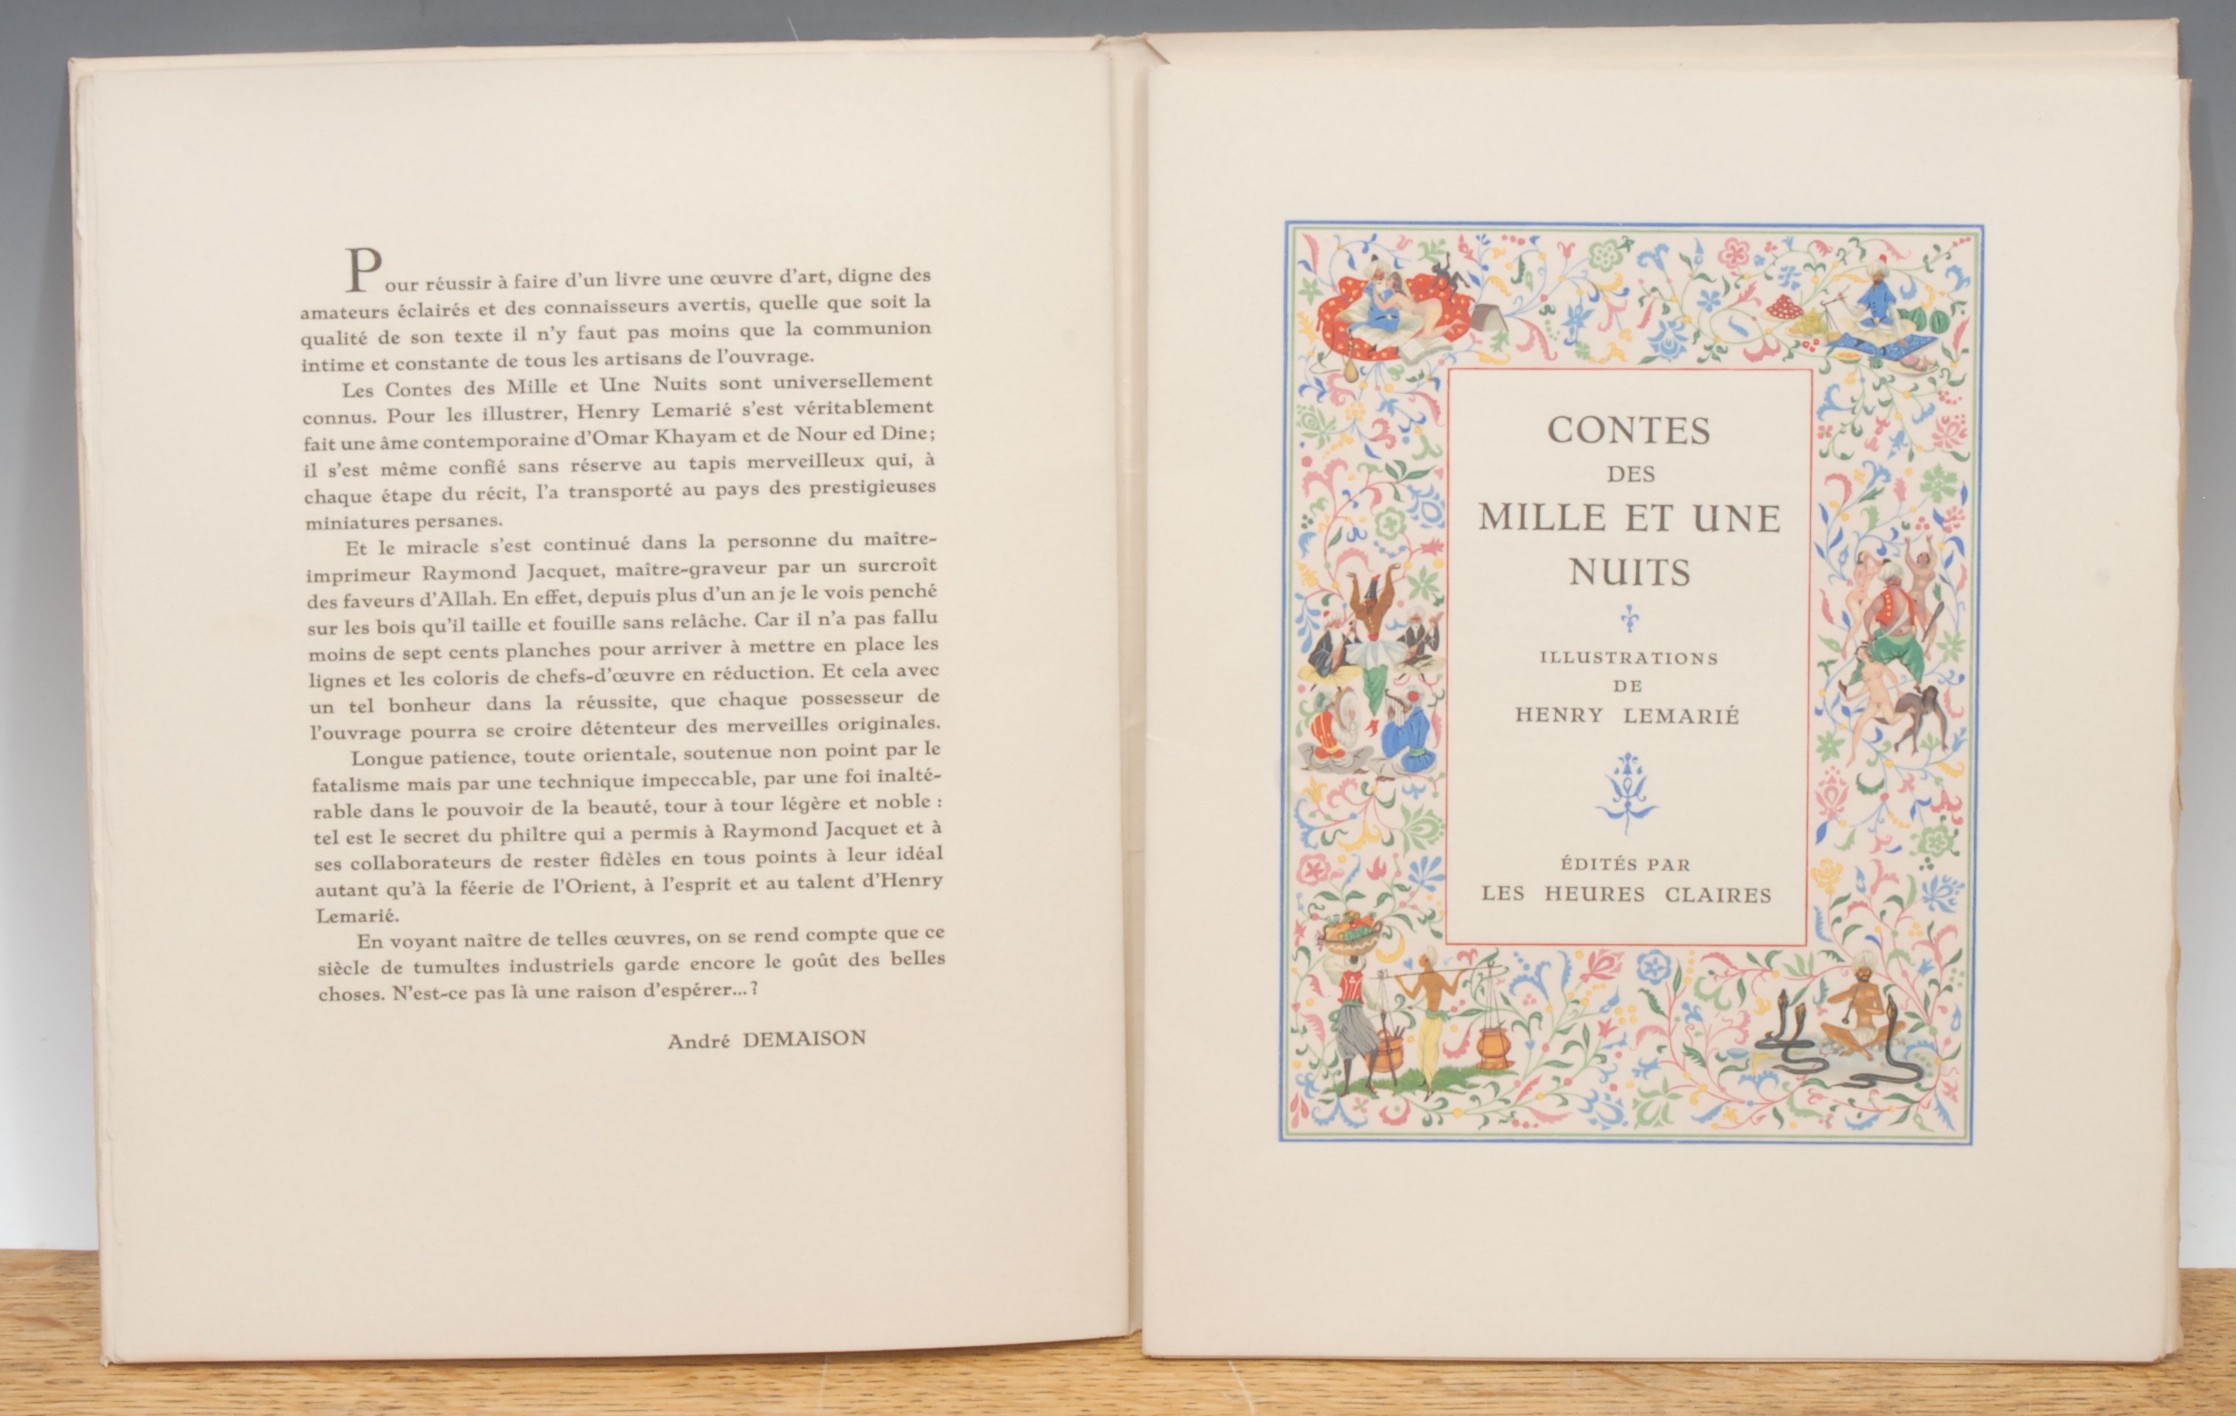 Pour réussir à faire d'un livre une œuvre d'art, digne des
amateurs éclairés et des connaisseurs avertis, quelle que soit la
qualité de son texte il n'y faut pas moins que la communion
intime et constante de tous les artisans de l'ouvrage.
Les Contes des Mille et Une Nuits sont universellement
connus. Pour les illustrer, Henry Lemarié s'est véritablement
fait une âme contemporaine d'Omar Khayam et de Nour ed Dine;
il s'est même confié sans réserve au tapis merveilleux qui, à
chaque étape du récit, l'a transporté au pays des prestigieuses
miniatures persanes.
Et le miracle s'est continué dans la personne du maître-
imprimeur Raymond Jacquet, maître-graveur par un surcroît
des faveurs d'Allah. En effet, depuis plus d'un an je le vois penché
sur les bois qu'il taille et fouille sans relâche. Car il n'a pas fallu
moins de sept cents planches pour arriver à mettre en place les
lignes et les coloris de chefs-d'œuvre en réduction. Et cela avec
un tel bonheur dans la réussite, que chaque possesseur de
l'ouvrage pourra se croire détenteur des merveilles originales.
Longue patience, toute orientale, soutenue non point par le
fatalisme mais par une technique impeccable, par une foi inalté-
rable dans le pouvoir de la beauté, tour à tour légère et noble :
tel est le secret du philtre qui a permis à Raymond Jacquet et à
ses collaborateurs de rester fidèles en tous points à leur idéal
autant qu'à la féerie de l'Orient, à l'esprit et au talent d'Henry
Lemarié.
En voyant naître de telles œuvres, on se rend compte que ce
siècle de tumultes industriels garde encore le goût des belles
choses. N'est-ce pas là une raison d'espérer...?
André DEMAISON
CONTES
DES
MILLE ET UNE
NUITS
ILLUSTRATIONS
DE
HENRY LEMARIÉ
ÉDITÉS PAR
LES HEURES CLAIRES